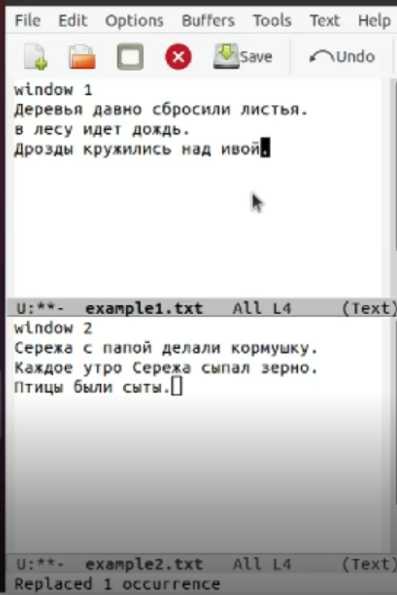 File Edit Options Buffers Tools Text Help
Save Undo
window 1
Деревья давно сбросили листья.
в лесу идет дождь.
Дрозды кружились над ивой.
U:**- example1.txt All L4 (Text)
window 2
Сережа с папой делали кормушку.
Каждое утро Сережа сыпал зерно.
Птицы были сыты.
U:**- example2.txt All L4 (Text)
Replaced 1 occurrence